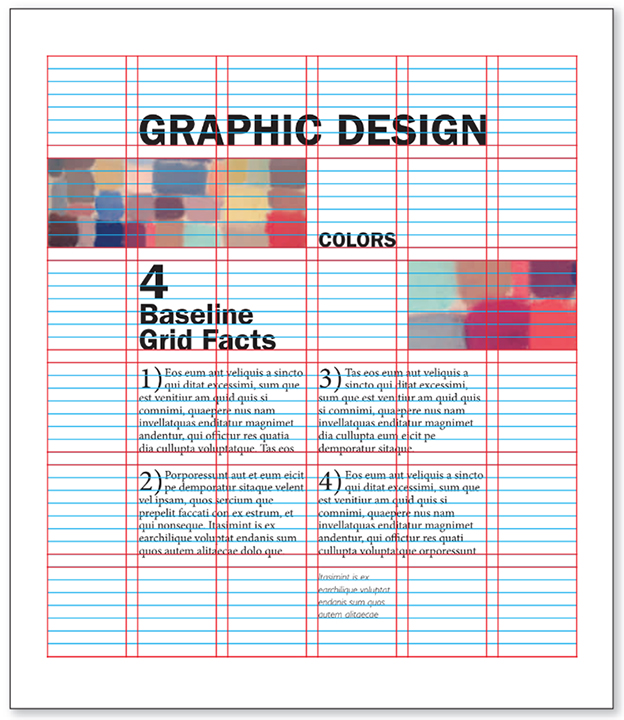 GRAPHIC DESIGN
COLORS
4
Baseline
Grid Facts
1) Eos eum aut veliquis a sincto
qui ditat excessimi, sum que
est venitiur am quid quis si
comnimi, quaepere nus nam
invellatquas enditatur magnimet
andentur, qui offictur res quatia
dia cullupta voluptatque. Tas eos
2) Porporessunt aut et eum eicit
pe demporatur sitaque velent
vel ipsam, quos sercium que
prepelit faccati con ex estrum, et
qui nonseque. Itasimint is ex
earchilique voluptat endanis sum
quos autem alitaecae dolo que
3) Tas eos eum aut veliquis a
sincto qui ditat excessimi,
sum que est venitiur am quid quis
si comnimi, quaepere nus nam
invellatquas enditatur magnimet
dia cullupta eum eicit pe
demporatur sitaque.
4) Eos eum aut veliquis a sincto
qui ditat excessimi, sum que
est venitiur am quid quis si
comnimi, quaepere nus nam
invellatquas enditatur magnimet
andentur, qui offictur res quati
cullupta voluptatque orporessunt
Itasimint is ex
earchilique voluptat
endanis sum quos
autem alitaecae